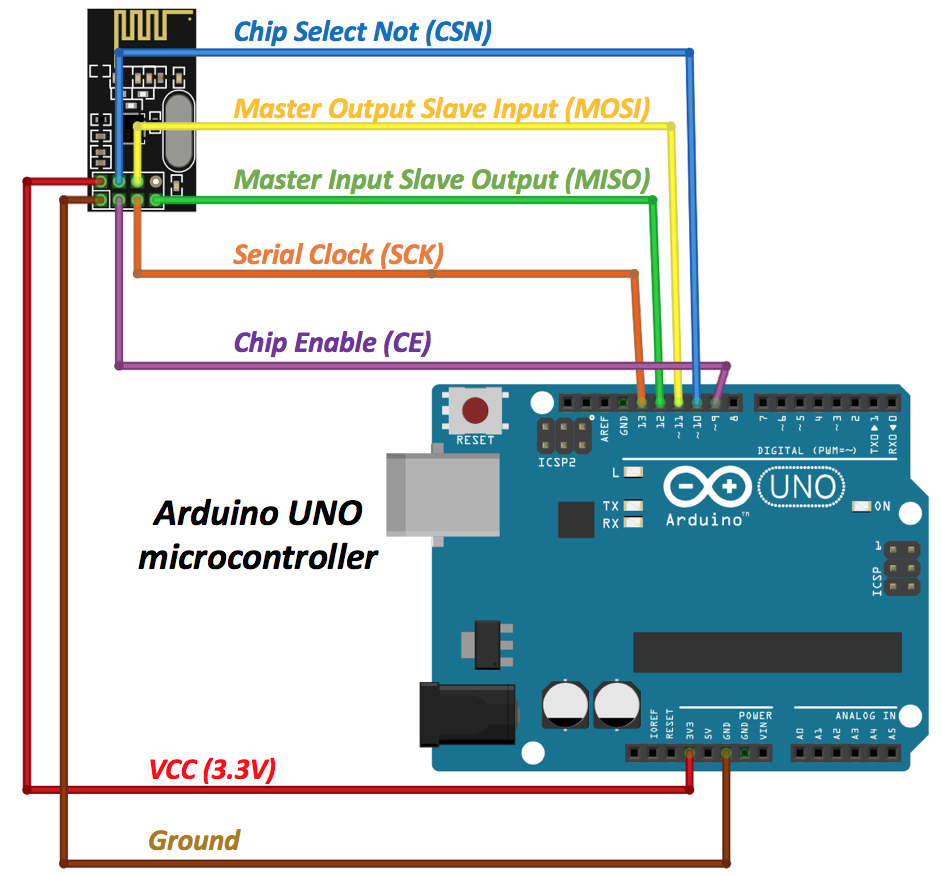 Chip Select Not (CSN)
Master Output Slave Input (MOSI)
Master Input Slave Output (MISO)
Serial Clock (SCK)
Chip Enable (CE)
RESET
ICSP2
AREF
GND
13
12
~11
~10
~9
8
7
~6
~5
4
~3
2
TX0▶1
RX0◀0
DIGITAL (PWM=~)
L
TX
RX
Arduino™
UNO
ON
1
ICSP
Arduino UNO
microcontroller
IOREF
RESET
3V3
5V
GND
GND
VIN
POWER
ANALOG IN
A0
A1
A2
A3
A4
A5
VCC (3.3V)
Ground